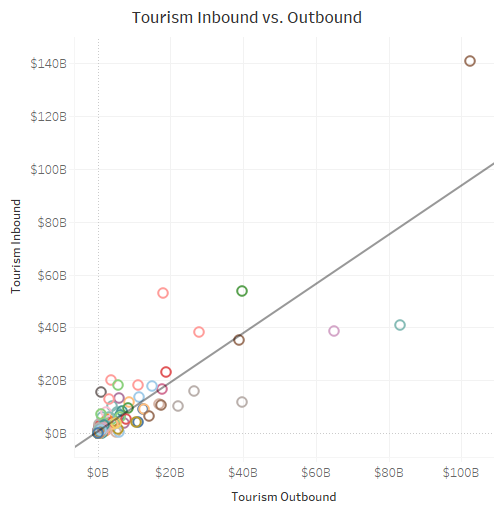 Tourism Inbound vs. Outbound
$140B
$120B
$100B
$80B
$60B
$40B
$20B
$0B
Tourism Inbound
$0B $20B $40B $60B $80B $100B
Tourism Outbound